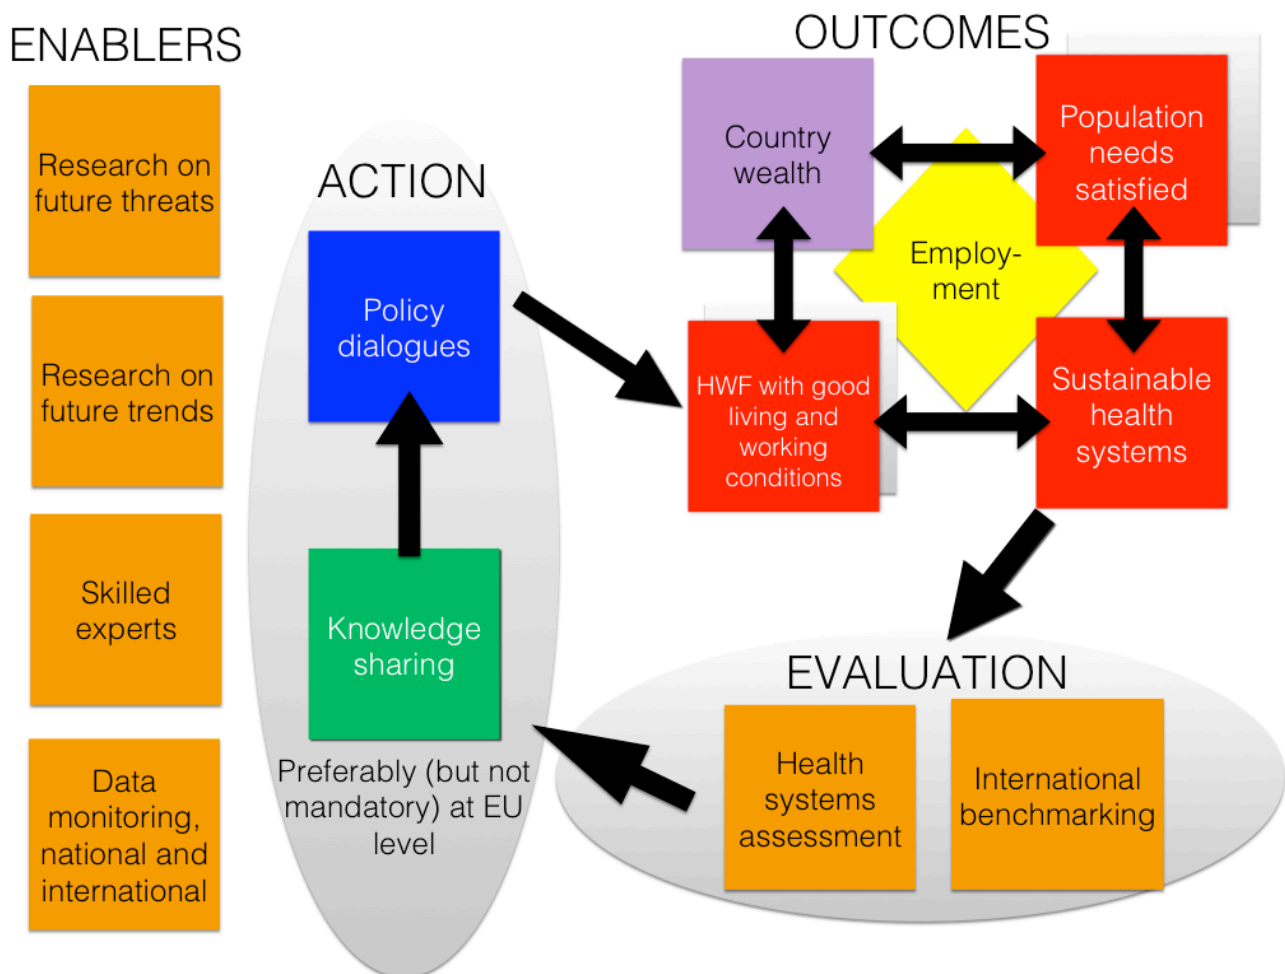 ENABLERS
Research on
future threats
Research on
future trends
Skilled
experts
Data
monitoring,
national and
international
ACTION
Policy
dialogues
Knowledge
sharing
Preferably (but not
mandatory) at EU
level
OUTCOMES
Country
wealth
Population
needs
satisfied
Employ-
ment
HWF with good
living and
working
conditions
Sustainable
health
systems
EVALUATION
Health
systems
assessment
International
benchmarking